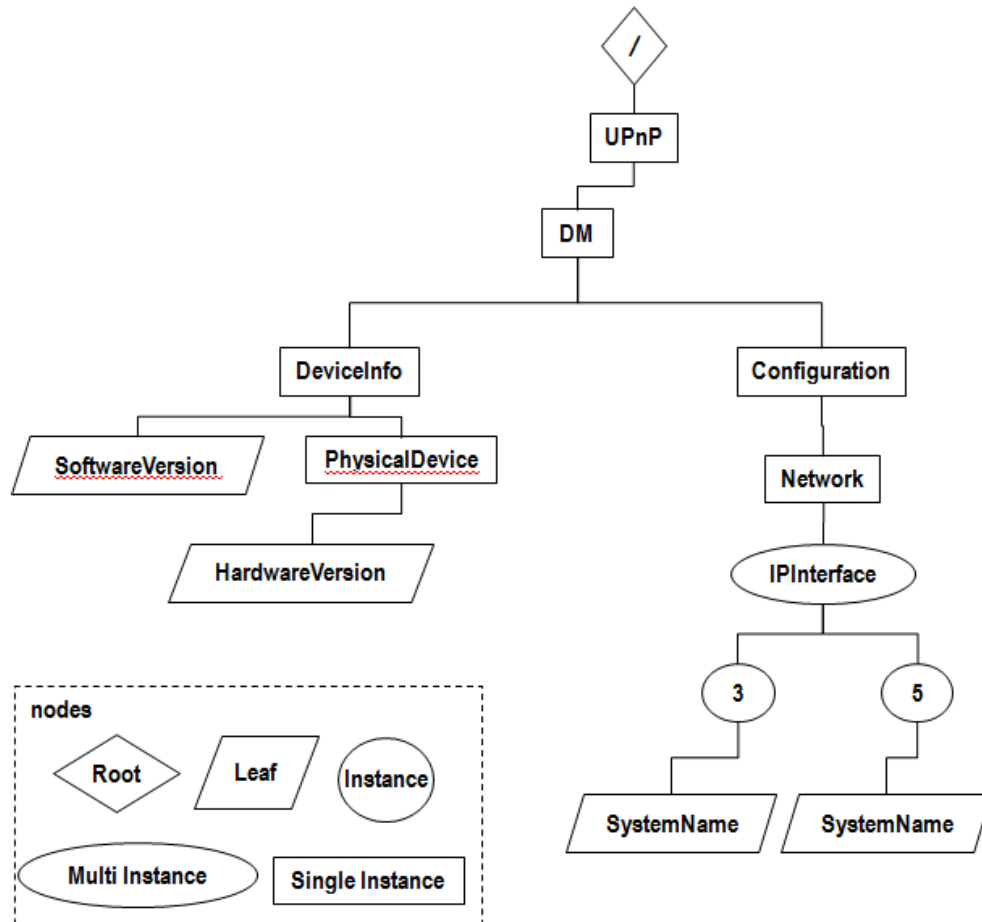 /
UPnP
DM
DeviceInfo
Configuration
SoftwareVersion
PhysicalDevice
Network
HardwareVersion
IPInterface
3
5
SystemName
SystemName
nodes
Root
Leaf
Instance
Multi Instance
Single Instance